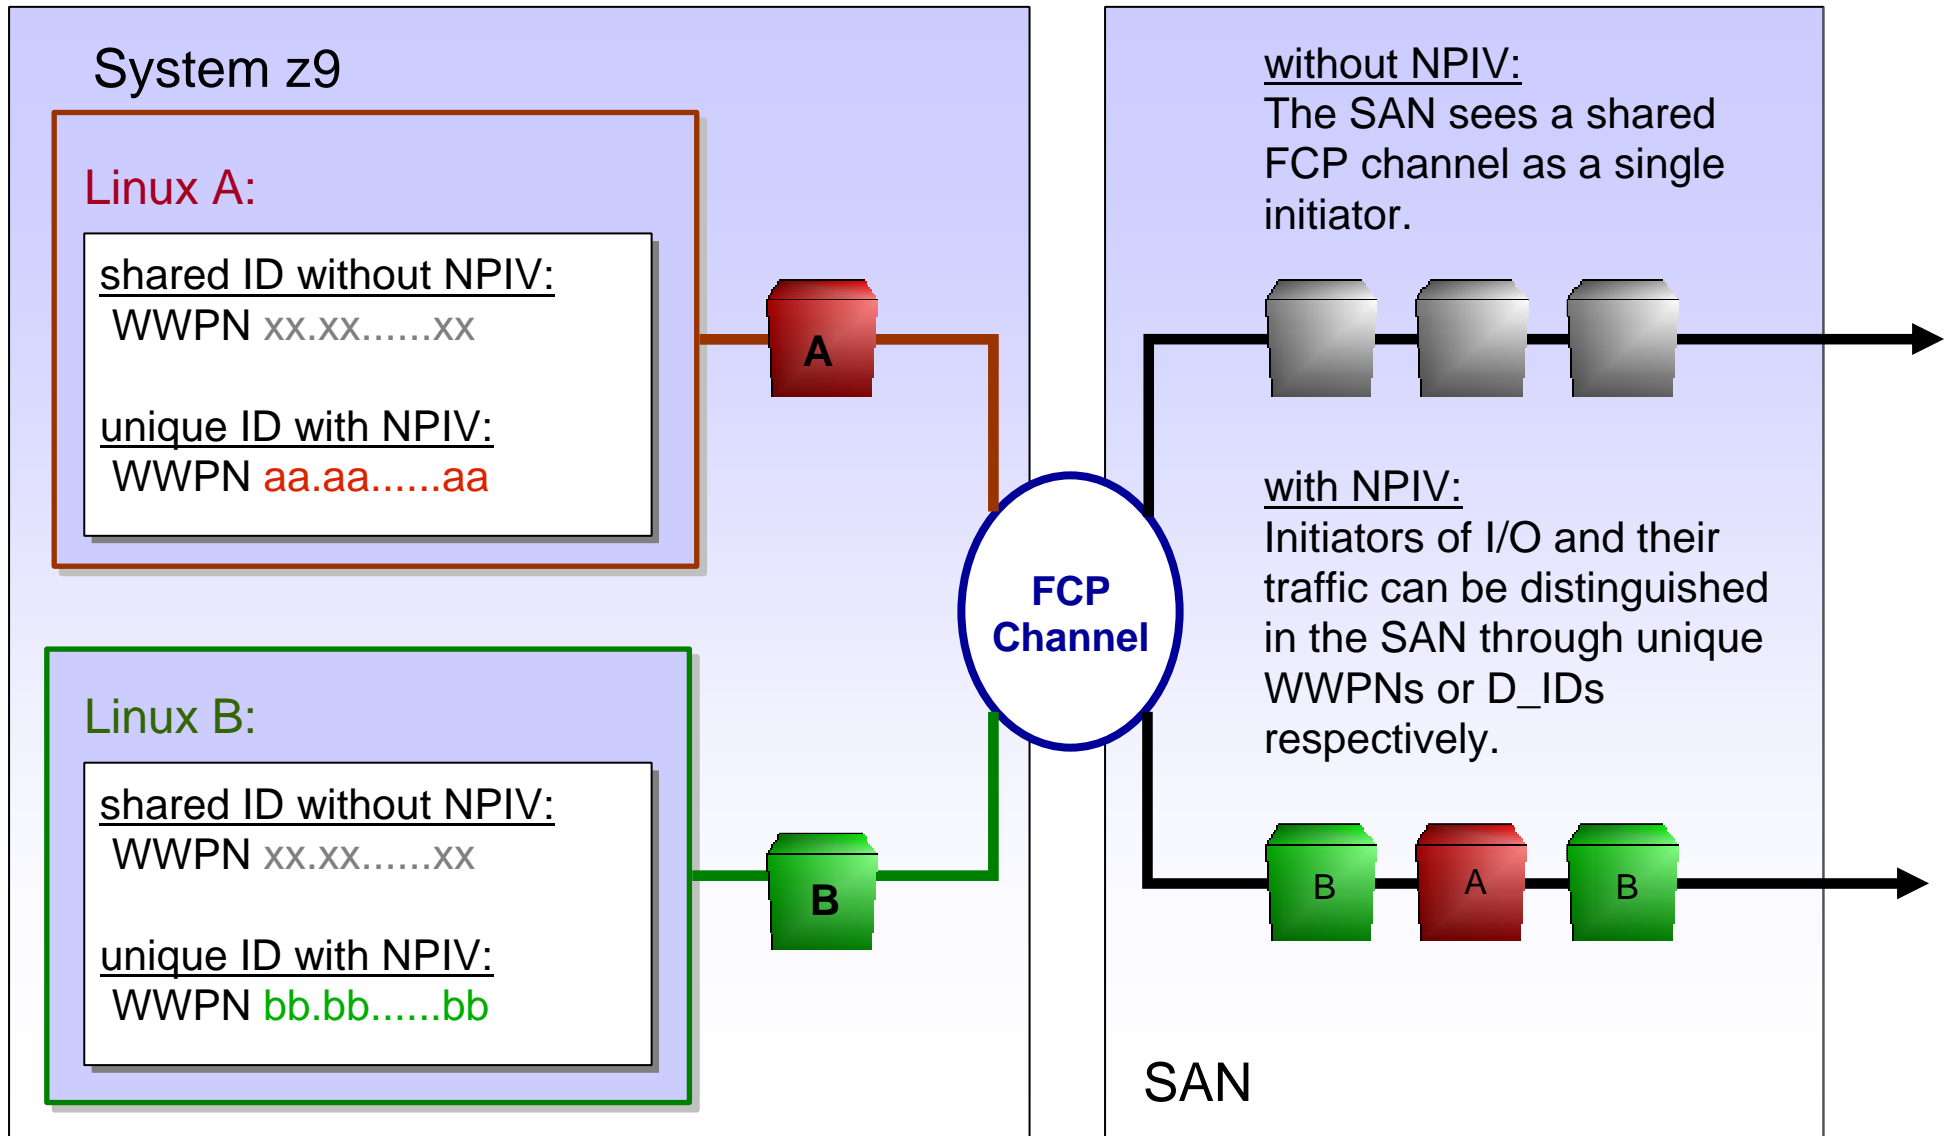 System z9
Linux A:
shared ID without NPIV:
WWPN xx.xx......xx
unique ID with NPIV:
WWPN aa.aa......aa
A
Linux B:
shared ID without NPIV:
WWPN xx.xx......xx
unique ID with NPIV:
WWPN bb.bb......bb
B
FCP
Channel
without NPIV:
The SAN sees a shared
FCP channel as a single
initiator.
with NPIV:
Initiators of I/O and their
traffic can be distinguished
in the SAN through unique
WWPNs or D_IDs
respectively.
B A B
SAN